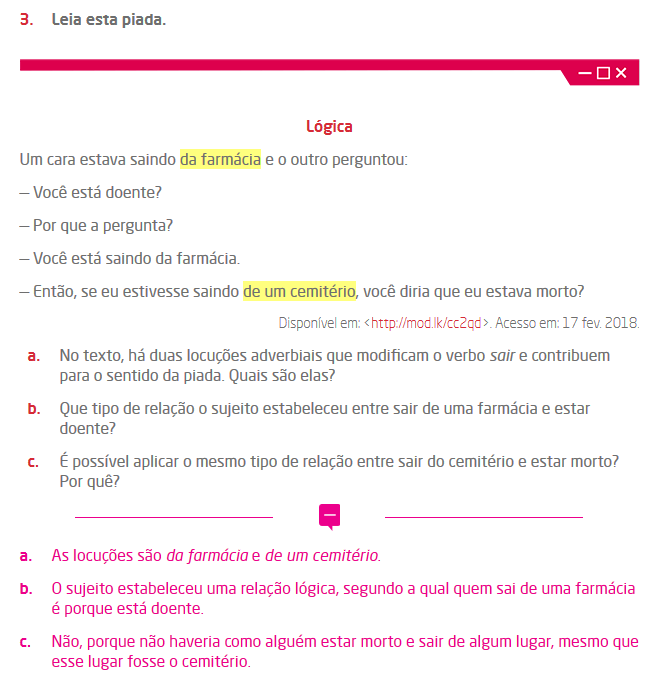 3. Leia esta piada.
Lógica
Um cara estava saindo da farmácia e o outro perguntou:
— Você está doente?
— Por que a pergunta?
— Você está saindo da farmácia.
— Então, se eu estivesse saindo de um cemitério, você diria que eu estava morto?
Disponível em: <http://mod.lk/cc2qd>. Acesso em: 17 fev. 2018.
a. No texto, há duas locuções adverbiais que modificam o verbo sair e contribuem
para o sentido da piada. Quais são elas?
b. Que tipo de relação o sujeito estabeleceu entre sair de uma farmácia e estar
doente?
c. É possível aplicar o mesmo tipo de relação entre sair do cemitério e estar morto?
Por quê?
a. As locuções são da farmácia e de um cemitério.
b. O sujeito estabeleceu uma relação lógica, segundo a qual quem sai de uma farmácia
é porque está doente.
c. Não, porque não haveria como alguém estar morto e sair de algum lugar, mesmo que
esse lugar fosse o cemitério.